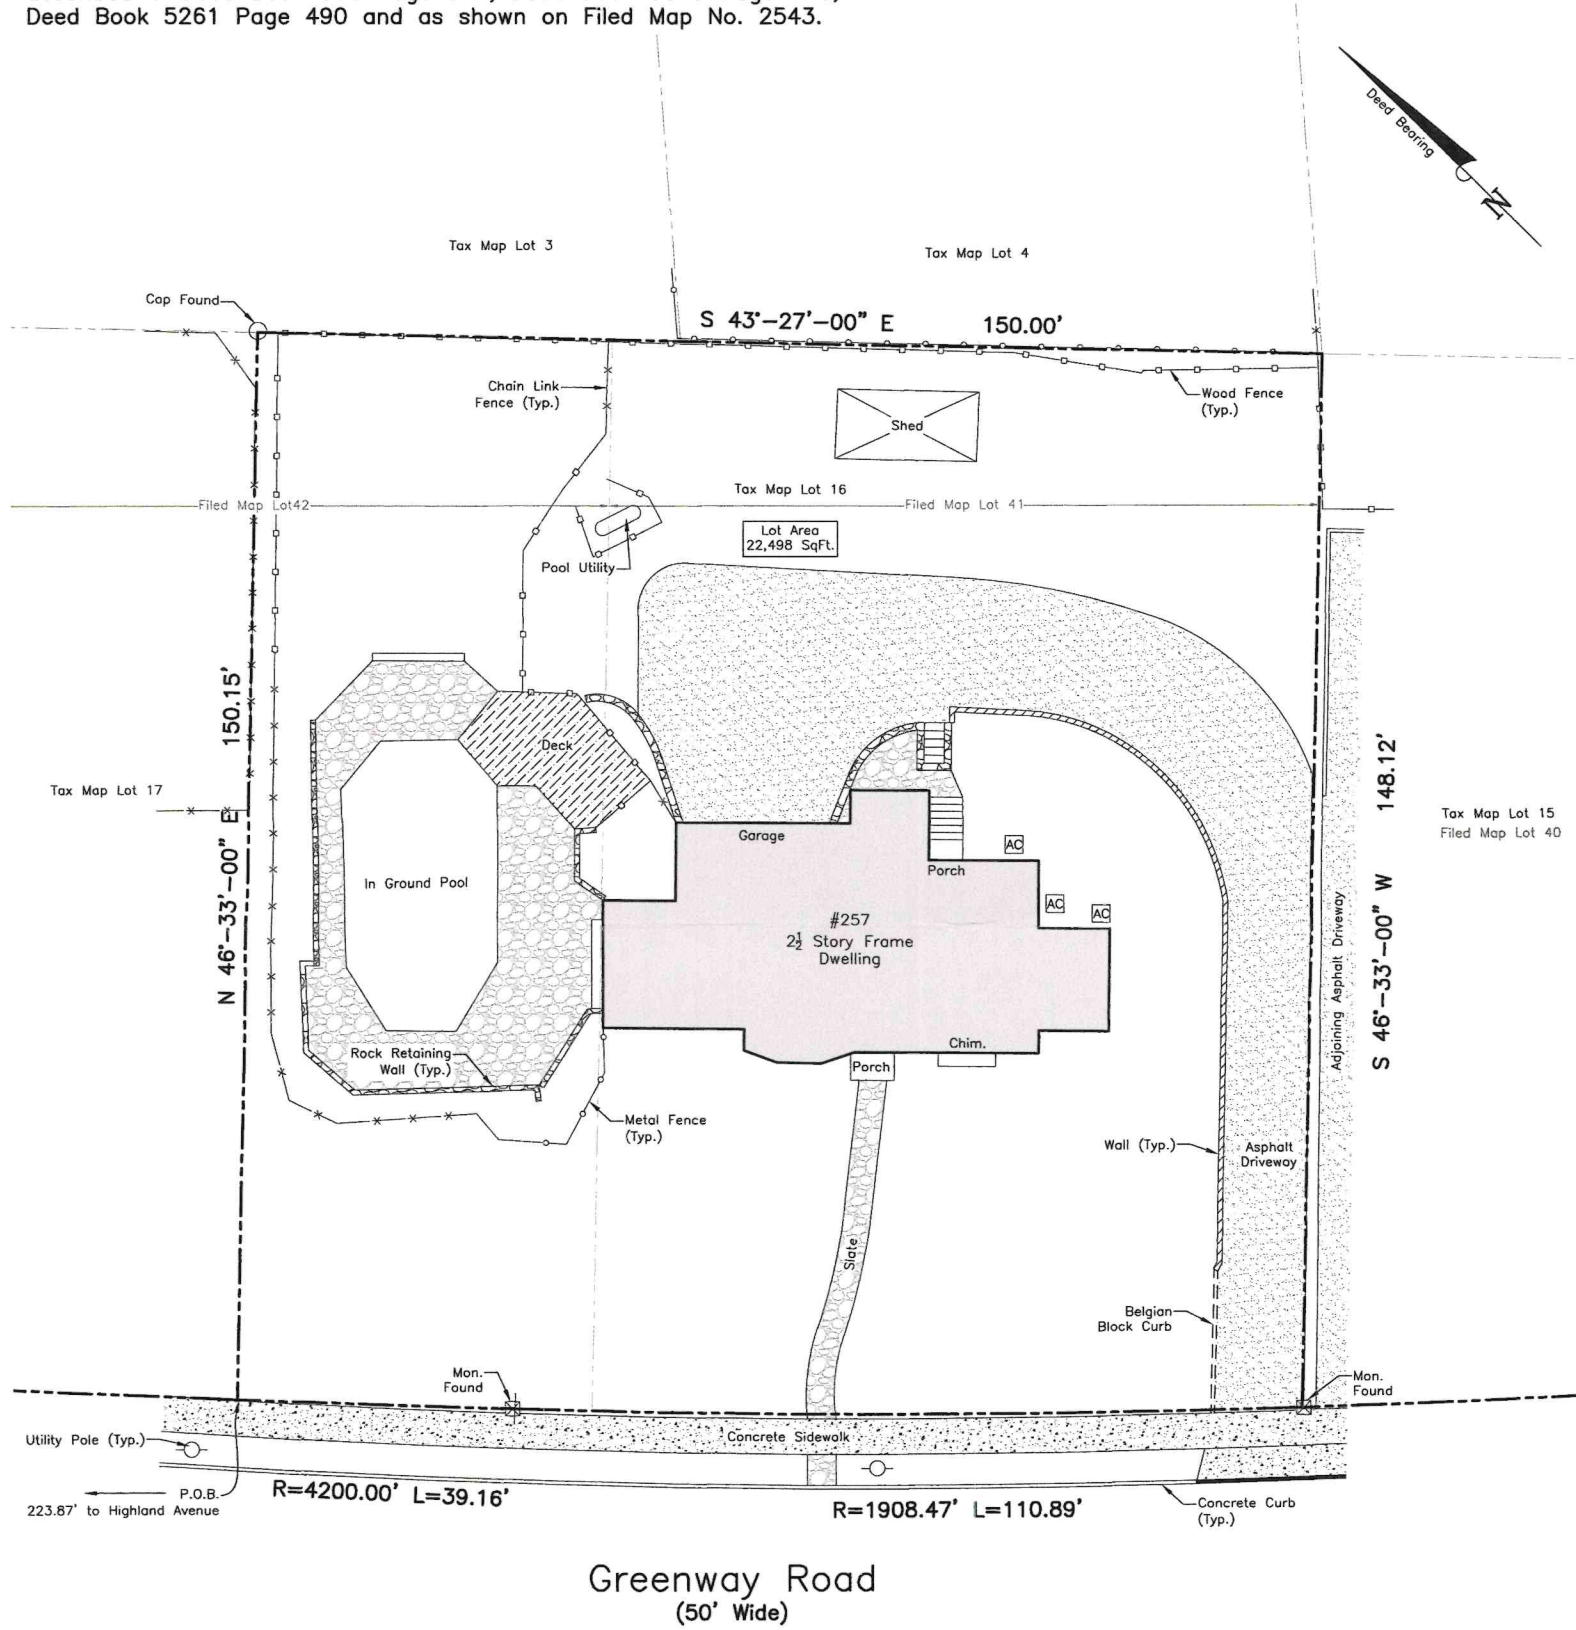 Deed Book 5261 Page 490 and as shown on Filed Map No. 2543.
Deed Bearing
N
Tax Map Lot 3
Tax Map Lot 4
Cap Found
S 43°-27'-00" E 150.00'
Chain Link
Fence (Typ.)
Wood Fence
(Typ.)
Shed
Tax Map Lot 16
Filed Map Lot42
Filed Map Lot 41
Lot Area
22,498 SqFt.
Pool Utility
N 46°-33'-00" E 150.15'
Deck
Tax Map Lot 17
S 46°-33'-00" W 148.12'
Tax Map Lot 15
Filed Map Lot 40
Garage
AC
Porch
In Ground Pool
AC
AC
#257
2½ Story Frame
Dwelling
Adjoining Asphalt Driveway
Chim.
Rock Retaining
Wall (Typ.)
Porch
Metal Fence
(Typ.)
Wall (Typ.)
Asphalt
Driveway
Slate
Belgian
Block Curb
Mon.
Found
Mon.
Found
Concrete Sidewalk
Utility Pole (Typ.)
P.O.B.
223.87' to Highland Avenue
R=4200.00' L=39.16'
R=1908.47' L=110.89'
Concrete Curb
(Typ.)
Greenway Road
(50' Wide)